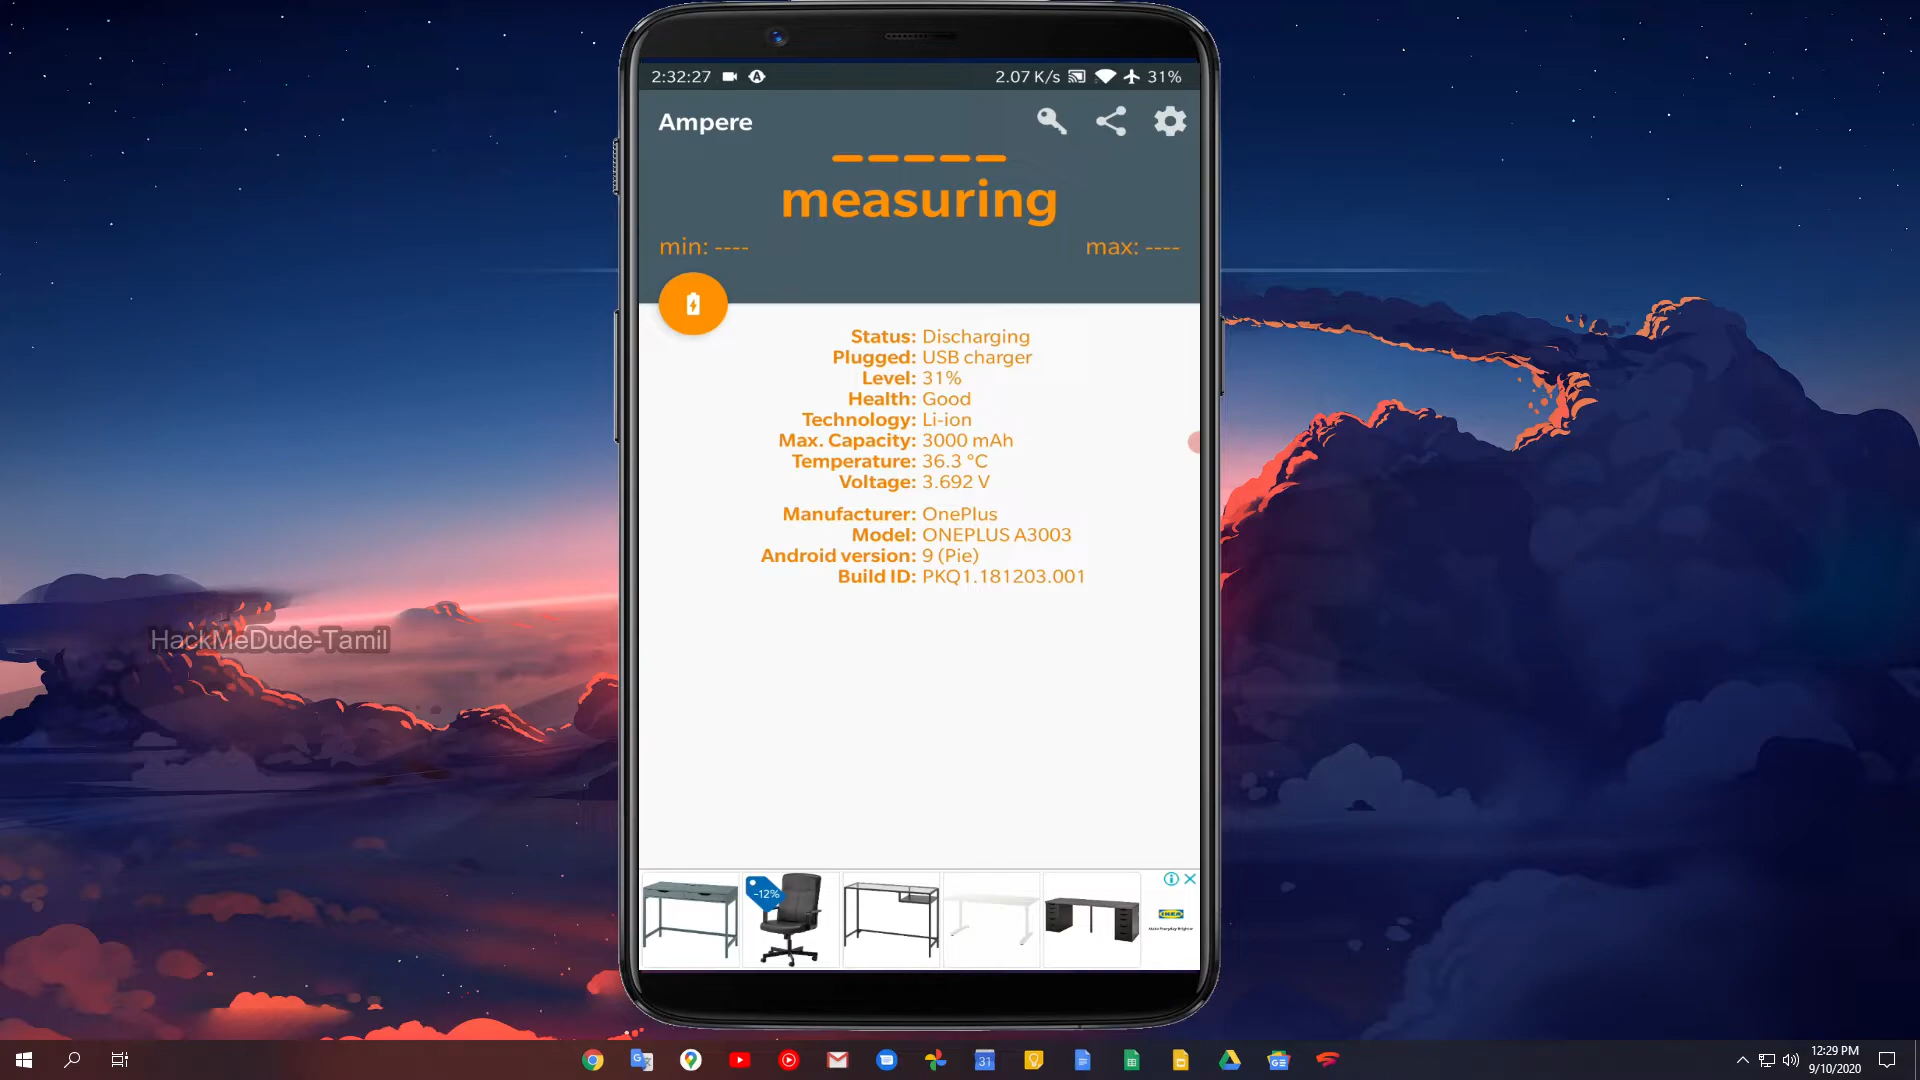 2:32:27
2.07 K/s
31%
Ampere
measuring
min: ----
max: ----
Status: Discharging
Plugged: USB charger
Level: 31%
Health: Good
Technology: Li-ion
Max. Capacity: 3000 mAh
Temperature: 36.3 °C
Voltage: 3.692 V
Manufacturer: OnePlus
Model: ONEPLUS A3003
Android version: 9 (Pie)
Build ID: PKQ1.181203.001
HackMeDude-Tamil
-12%
IKEA
31
12:29 PM
9/10/2020